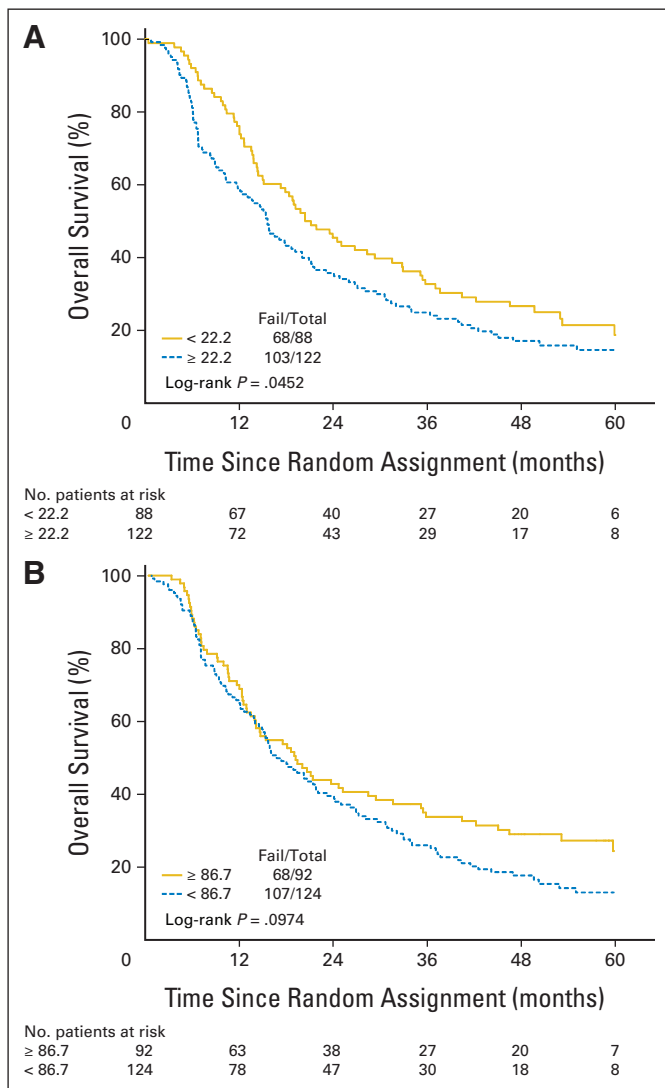 A
Overall Survival (%)
100
80
60
40
20
Fail/Total
< 22.2 68/88
≥ 22.2 103/122
Log-rank P = .0452
0 12 24 36 48 60
Time Since Random Assignment (months)
No. patients at risk
< 22.2 88 67 40 27 20 6
≥ 22.2 122 72 43 29 17 8
B
Overall Survival (%)
100
80
60
40
20
Fail/Total
≥ 86.7 68/92
< 86.7 107/124
Log-rank P = .0974
0 12 24 36 48 60
Time Since Random Assignment (months)
No. patients at risk
≥ 86.7 92 63 38 27 20 7
< 86.7 124 78 47 30 18 8